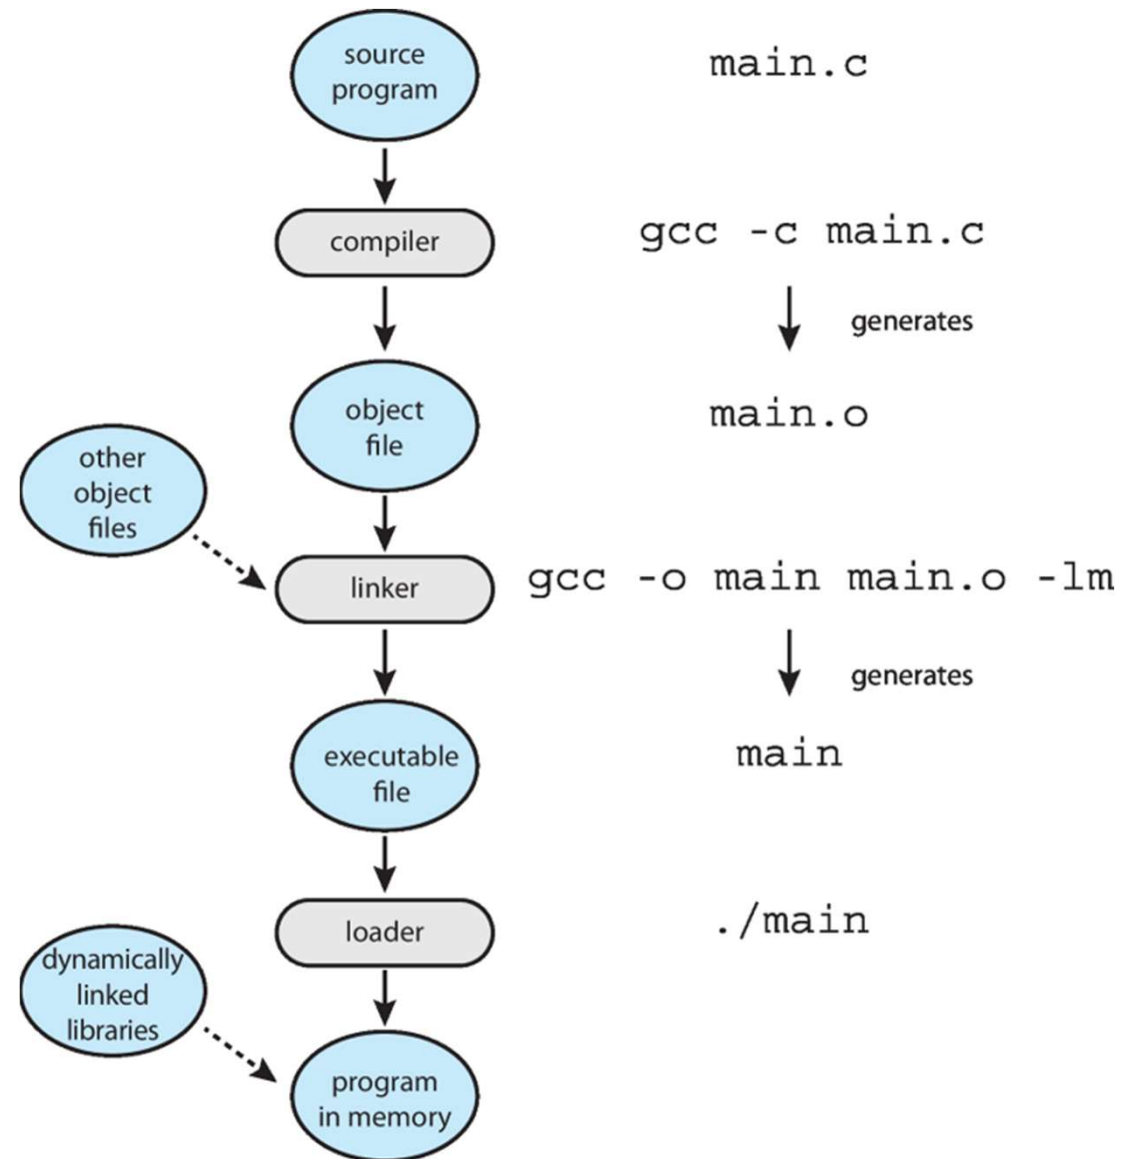 source
program
main.c
compiler
gcc -c main.c
generates
object
file
main.o
other
object
files
linker
gcc -o main main.o -lm
generates
executable
file
main
loader
./main
dynamically
linked
libraries
program
in memory